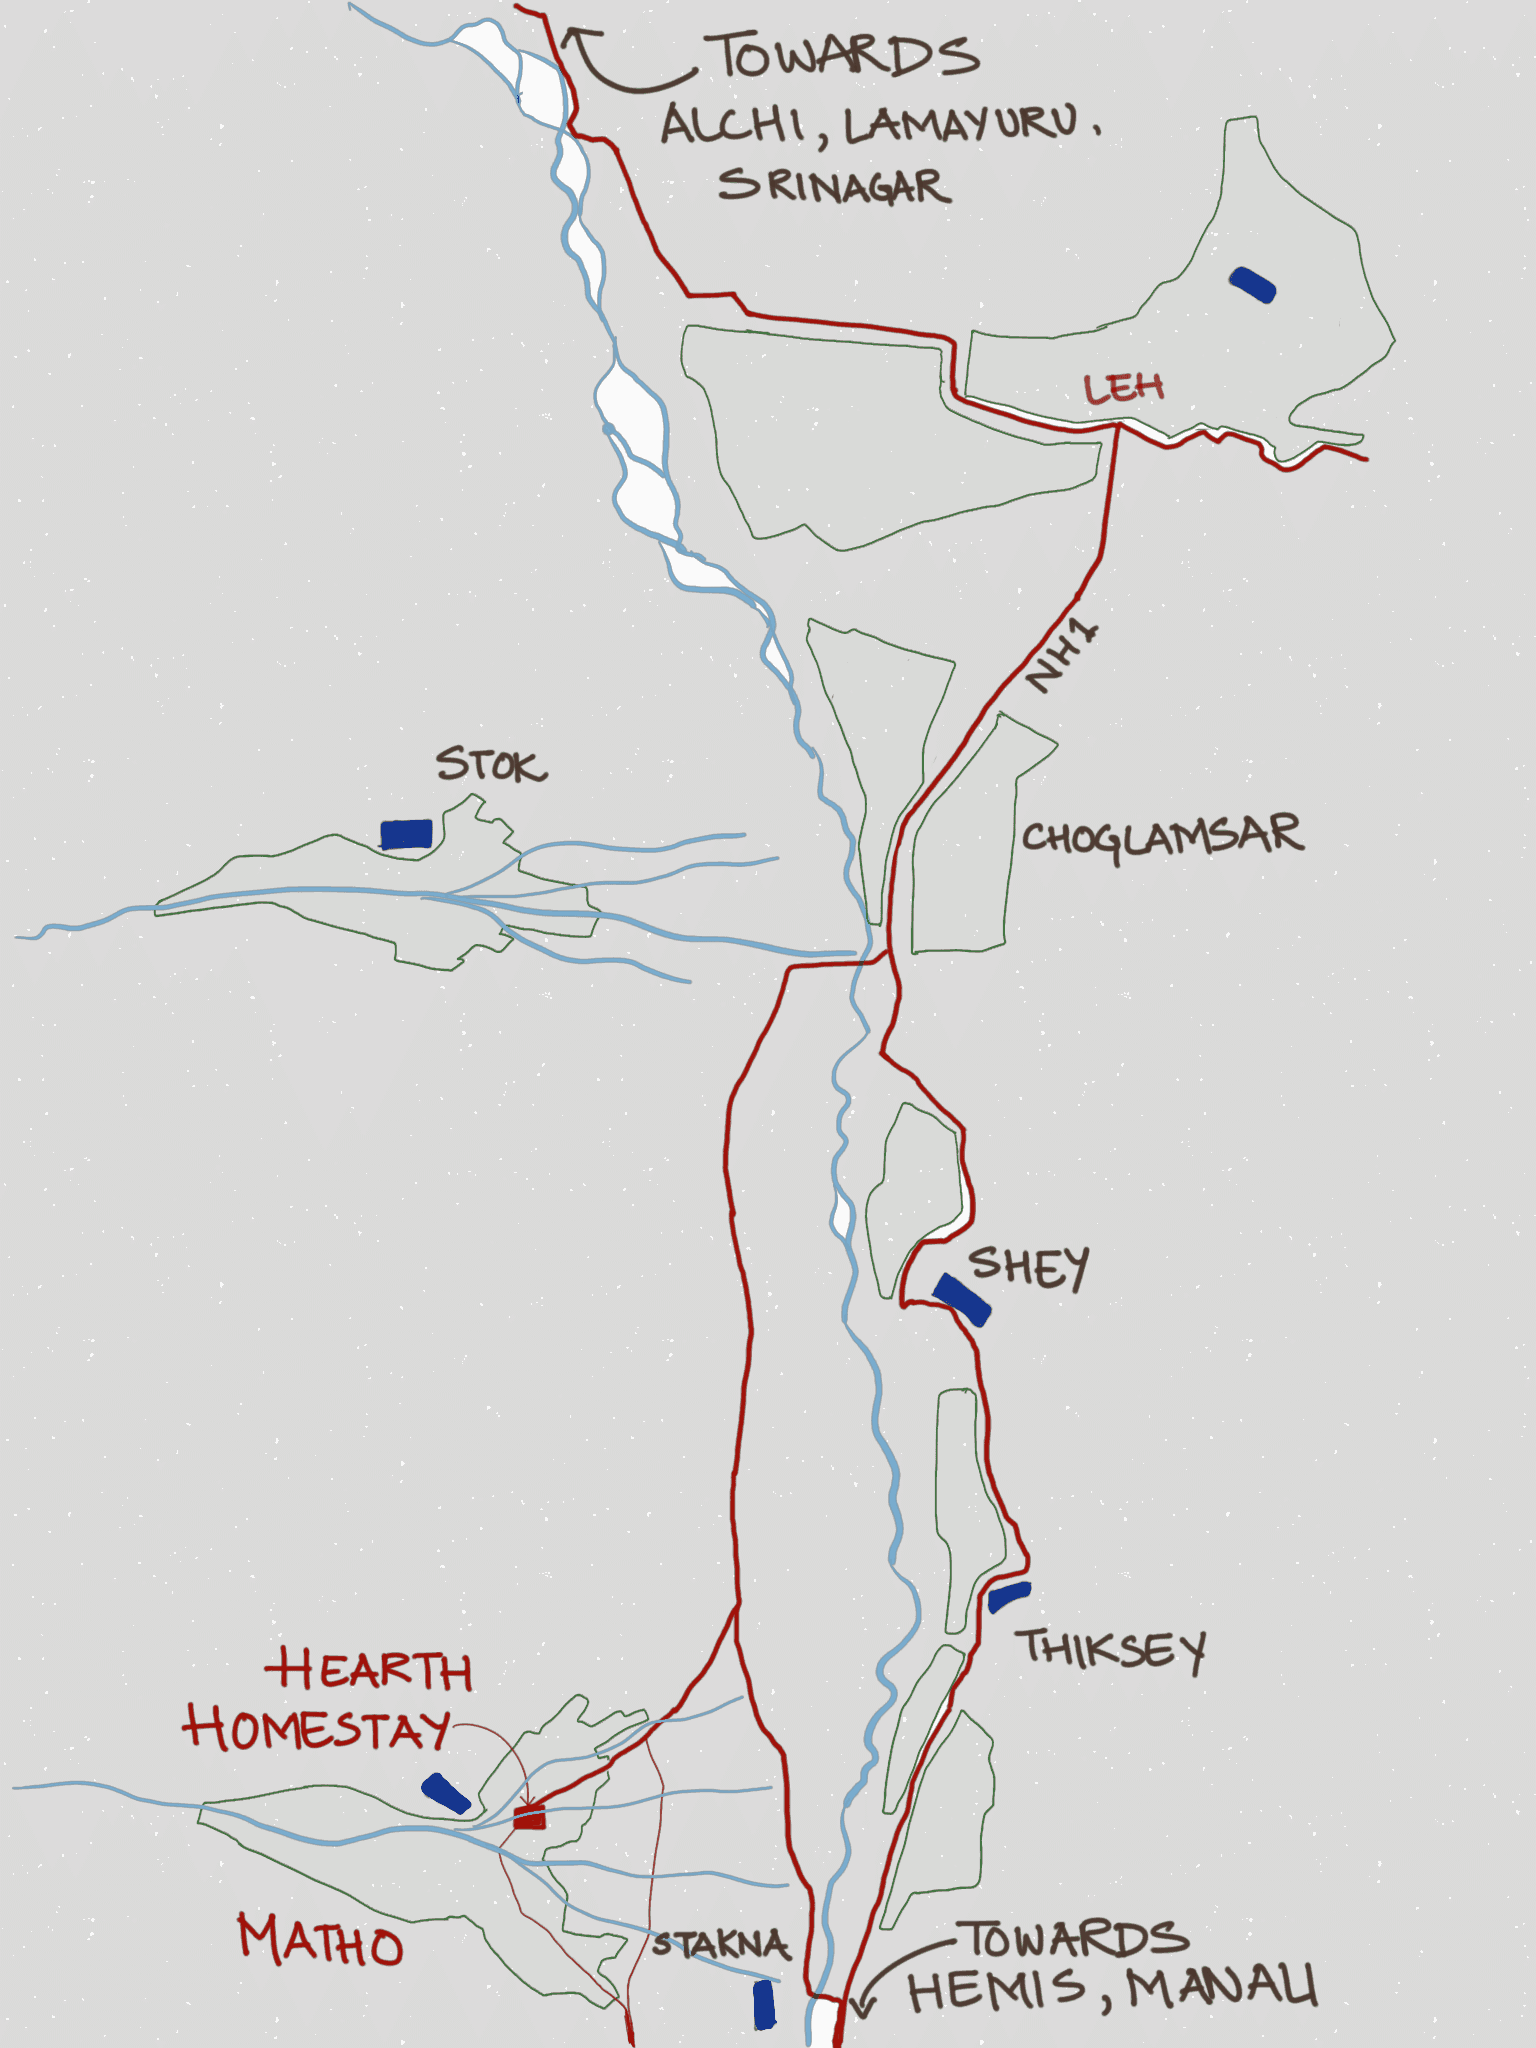 TOWARDS
ALCHI, LAMAYURU.
SRINAGAR
LEH
NH1
STOK
CHOGLAMSAR
SHEY
THIKSEY
HEARTH
HOMESTAY
MATHO
STAKNA
TOWARDS
HEMIS, MANALI